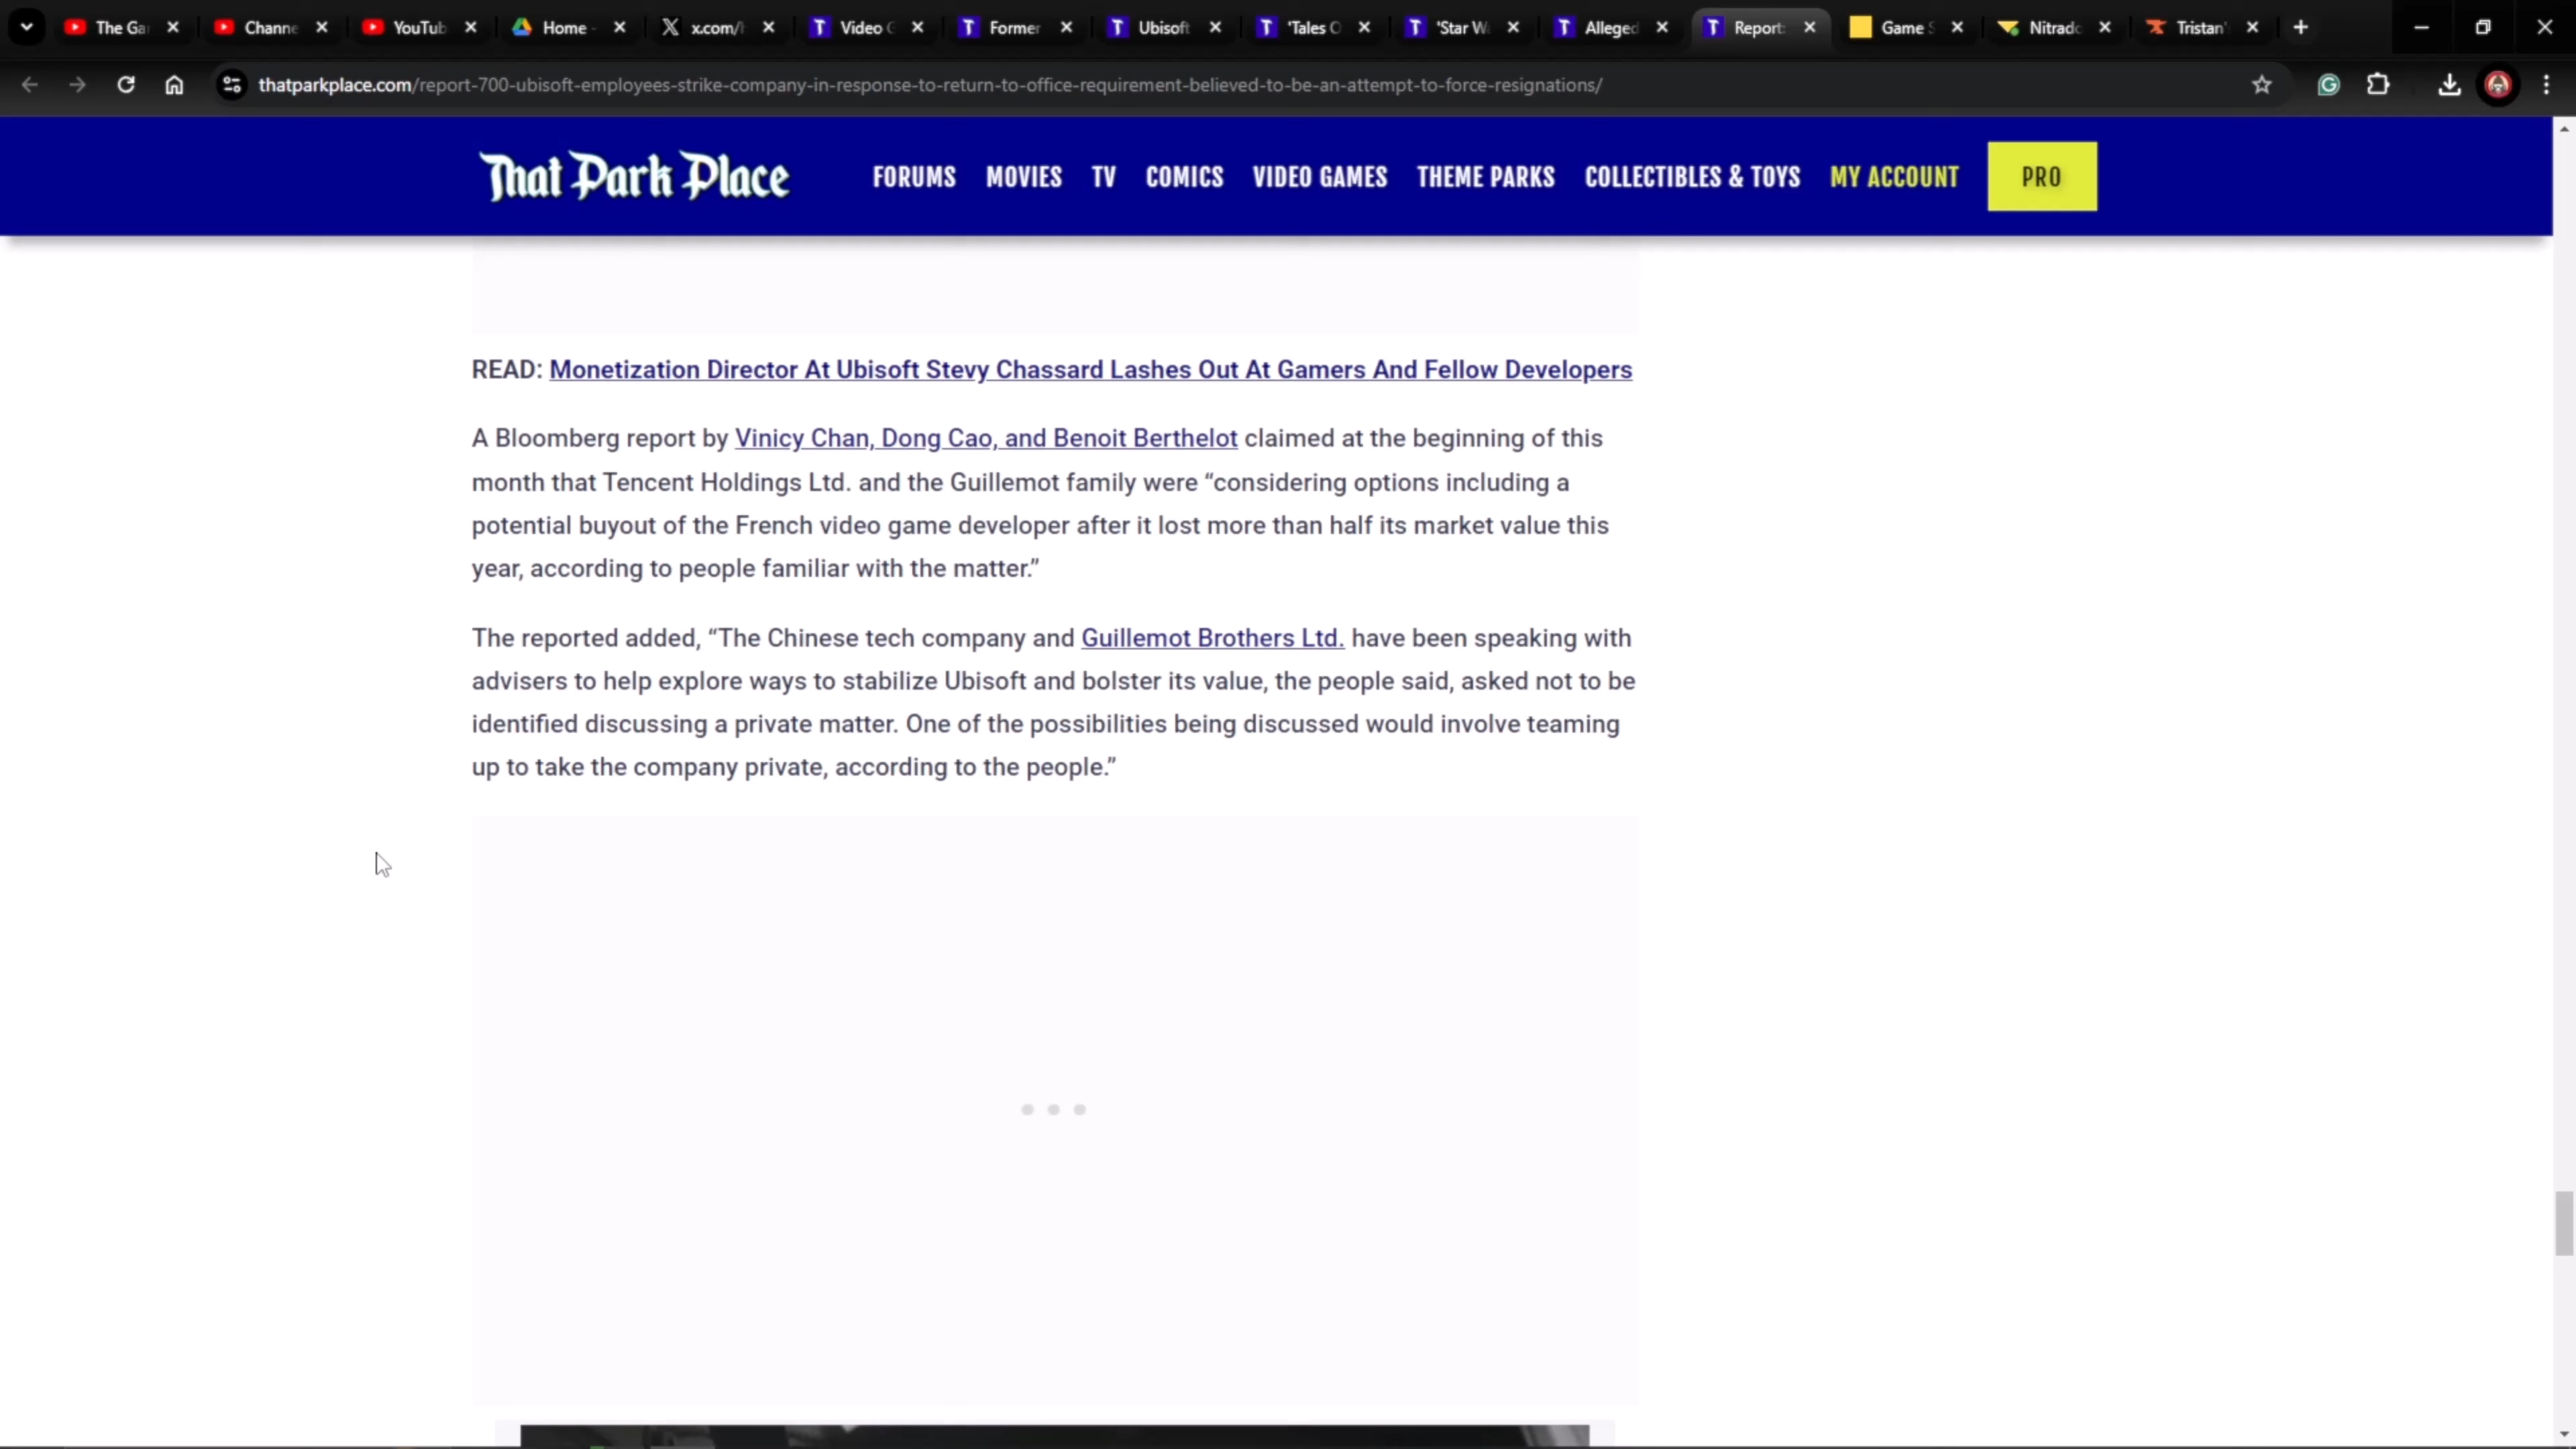 The Ga
Channe
YouTub
Home -
x.com/
Video G
Former
Ubisoft
'Tales O
'Star W
Alleged
Report:
Game S
Nitrado
Tristan'
thatparkplace.com/report-700-ubisoft-employees-strike-company-in-response-to-return-to-office-requirement-believed-to-be-an-attempt-to-force-resignations/
That Park Place
FORUMS
MOVIES
TV
COMICS
VIDEO GAMES
THEME PARKS
COLLECTIBLES & TOYS
MY ACCOUNT
PRO
READ: Monetization Director At Ubisoft Stevy Chassard Lashes Out At Gamers And Fellow Developers
A Bloomberg report by Vinicy Chan, Dong Cao, and Benoit Berthelot claimed at the beginning of this
month that Tencent Holdings Ltd. and the Guillemot family were “considering options including a
potential buyout of the French video game developer after it lost more than half its market value this
year, according to people familiar with the matter.”
The reported added, “The Chinese tech company and Guillemot Brothers Ltd. have been speaking with
advisers to help explore ways to stabilize Ubisoft and bolster its value, the people said, asked not to be
identified discussing a private matter. One of the possibilities being discussed would involve teaming
up to take the company private, according to the people.”